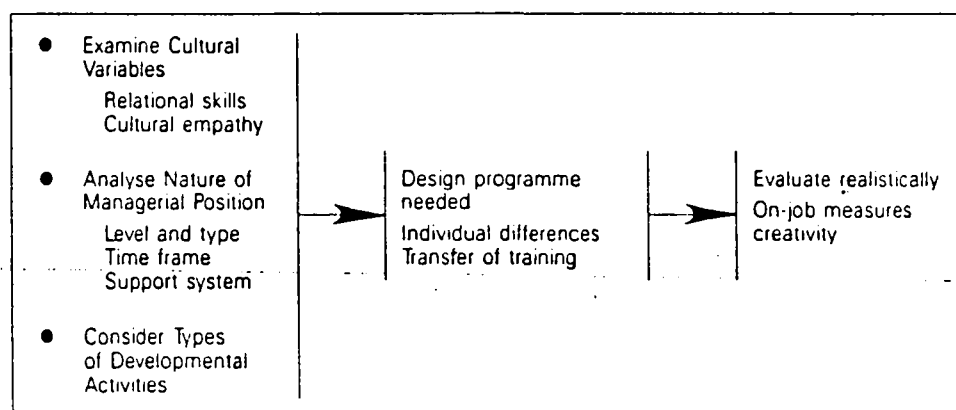 ● Examine Cultural
Variables
Relational skills
Cultural empathy
● Analyse Nature of
Managerial Position
Level and type
Time frame
Support system
● Consider Types
of Developmental
Activities
Design programme
needed
Individual differences
Transfer of training
Evaluate realistically
On-job measures
creativity